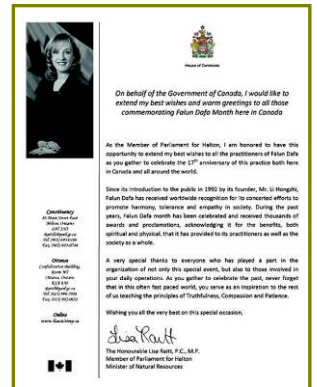 House of Commons
On behalf of the Government of Canada, I would like to
extend my best wishes and warm greetings to all those
commemorating Falun Dafa Month here in Canada
As the Member of Parliament for Halton, I am honored to have this
opportunity to extend my best wishes to all the practitioners of Falun Dafa
as you gather to celebrate the 17th anniversary of this practice both here
in Canada and all around the world.
Since its introduction to the public in 1992 by its founder, Mr. Li Hongzhi,
Falun Dafa has received worldwide recognition for its concerted efforts to
promote harmony, tolerance and empathy in society. During the past
years, Falun Dafa month has been celebrated and received thousands of
awards and proclamations, acknowledging it for the benefits, both
spiritual and physical, that it has provided to its practitioners as well as the
society as a whole.
A very special thanks to everyone who has played a part in the
organization of not only this special event, but also to those involved in
your daily operations. As you gather to celebrate the past, never forget
that in this often fast paced world, you serve as an inspiration to the rest
of us teaching the principles of Truthfulness, Compassion and Patience.
Wishing you all the very best on this special occasion,
Lisa Raitt
The Honourable Lisa Raitt, P.C., M.P.
Member of Parliament for Halton
Minister of Natural Resources
Constituency
Milton, Ontario
Ottawa
Confederation Building,
Ottawa, Ontario
Online